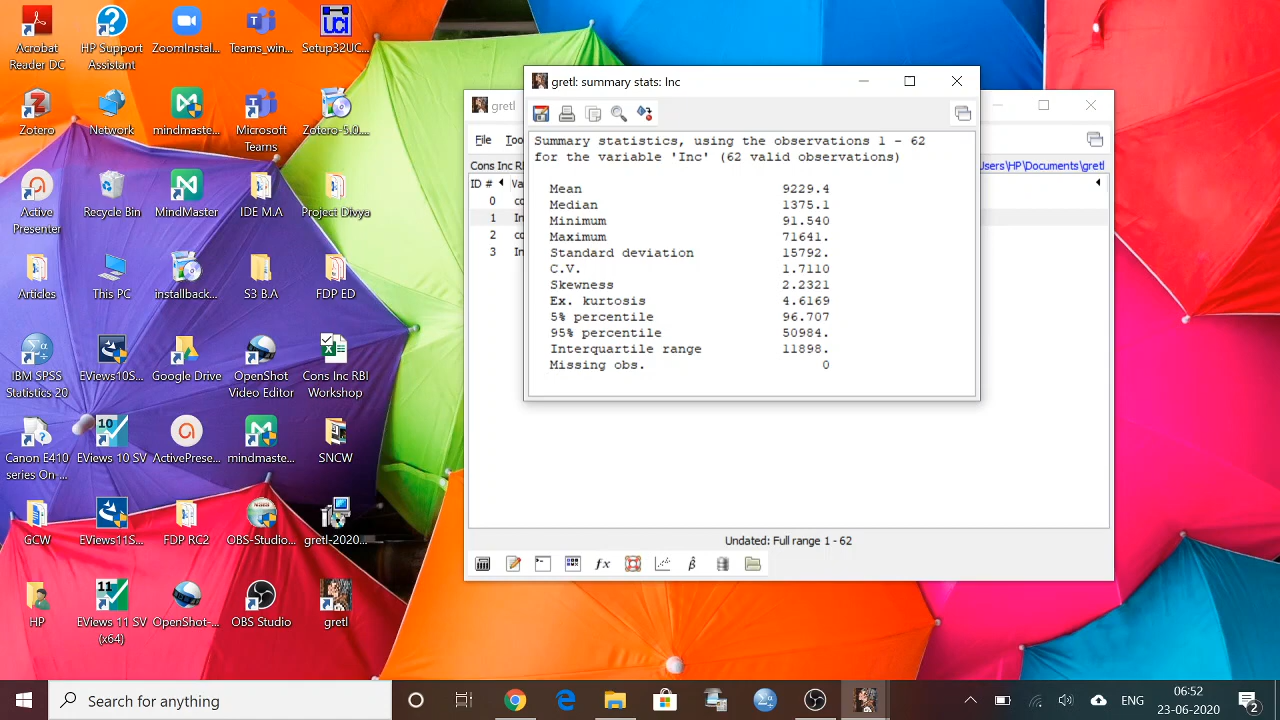 Acrobat Reader DC
HP Support Assistant
ZoomInstal...
Teams_win...
Setup32UC...
Zotero
Network
mindmaste...
Microsoft Teams
Zotero-5.0....
Active Presenter
Recycle Bin
MindMaster
IDE M.A
Project Divya
Articles
This PC
installback...
S3 B.A
FDP ED
IBM SPSS Statistics 20
EViews10S...
Google Drive
OpenShot Video Editor
Cons Inc RBI Workshop
Canon E410 series On-...
EViews 10 SV
ActivePrese...
mindmaste...
SNCW
GCW
EViews11S...
FDP RC2
OBS-Studio...
gretl-2020...
HP
EViews 11 SV (x64)
OpenShot-...
OBS Studio
gretl
gretl
File Too
Cons Inc RB
Users\HP\Documents\gretl
ID # Va
0 co
1 In
2 co
3 In
gretl: summary stats: Inc
Summary statistics, using the observations 1 - 62
for the variable 'Inc' (62 valid observations)
Mean 9229.4
Median 1375.1
Minimum 91.540
Maximum 71641.
Standard deviation 15792.
C.V. 1.7110
Skewness 2.2321
Ex. kurtosis 4.6169
5% percentile 96.707
95% percentile 50984.
Interquartile range 11898.
Missing obs. 0
Undated: Full range 1 - 62
Search for anything
ENG
06:52
23-06-2020
2